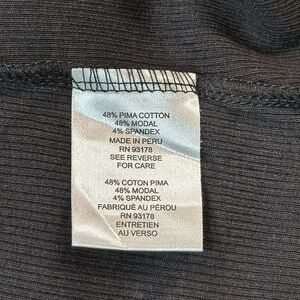 48% PIMA COTTON
48% MODAL
4% SPANDEX
MADE IN PERU
RN 93178
SEE REVERSE
FOR CARE
48% COTON PIMA
48% MODAL
4% SPANDEX
FABRIQUÉ AU PÉROU
RN 93178
ENTRETIEN
AU VERSO